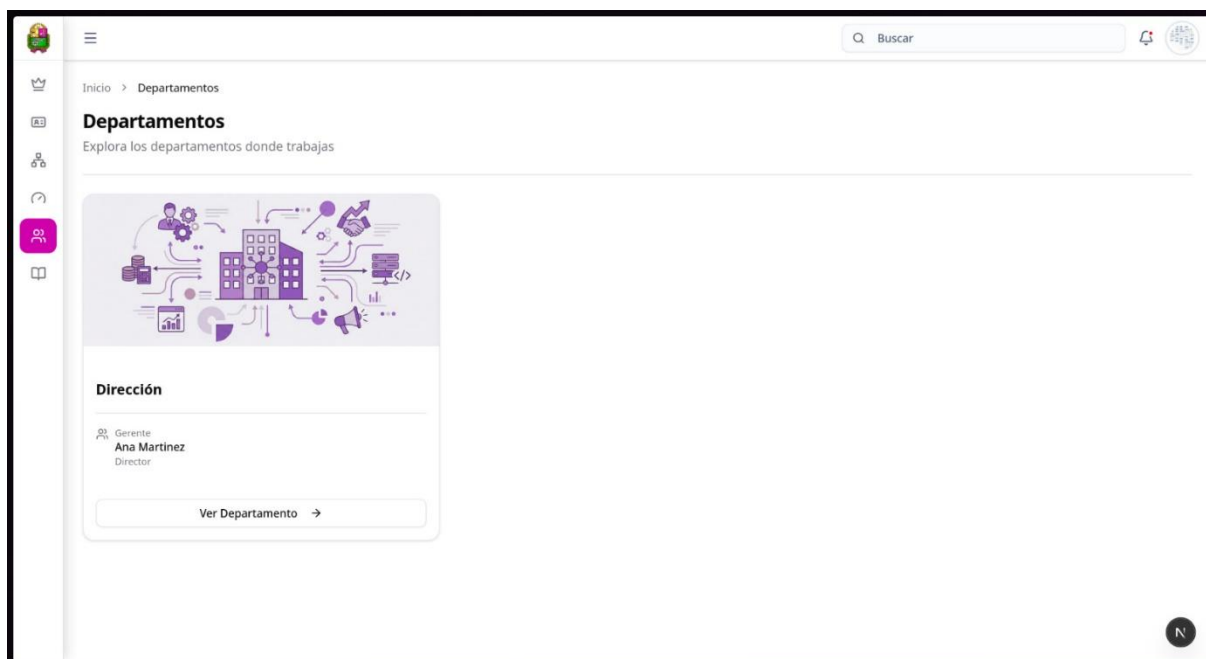 Buscar
Inicio > Departamentos
Departamentos
Explora los departamentos donde trabajas
</>
Dirección
Gerente
Ana Martinez
Director
Ver Departamento →
N